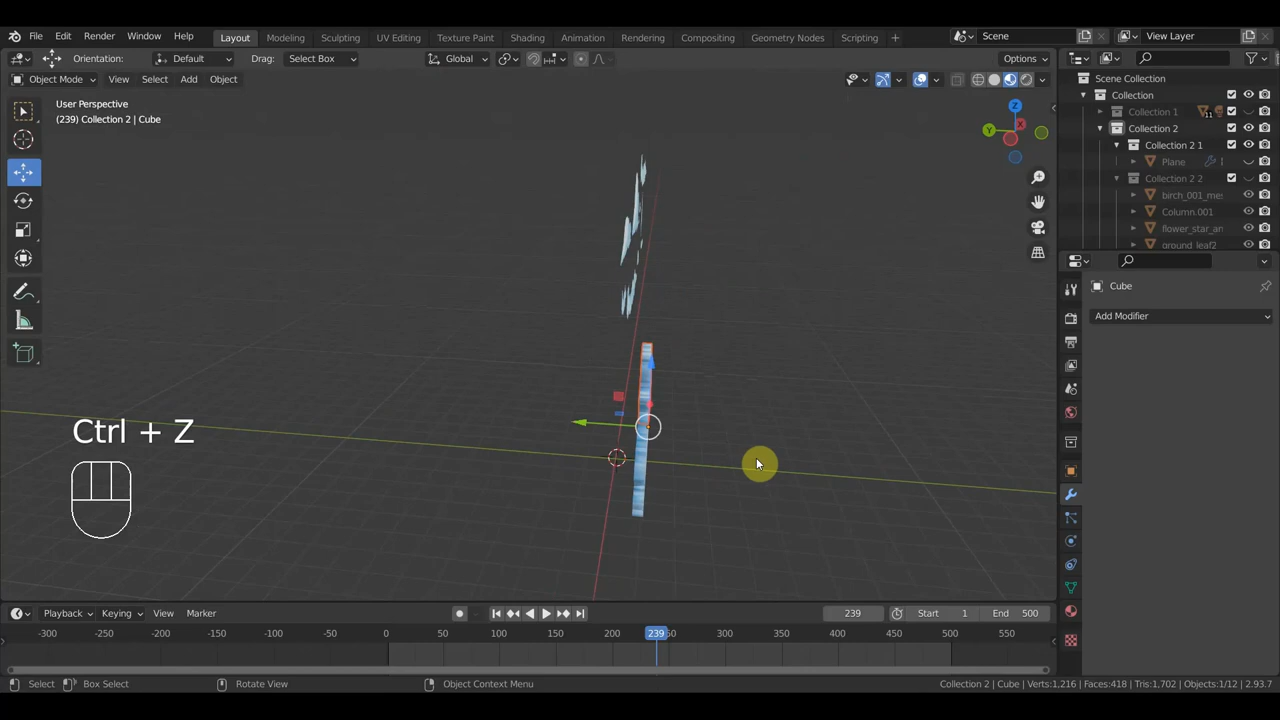 File Edit Render Window Help Layout Modeling Sculpting UV Editing Texture Paint Shading Animation Rendering Compositing Geometry Nodes Scripting + Scene View Layer
Orientation: Default Drag: Select Box Global Options
Object Mode View Select Add Object
User Perspective
(239) Collection 2 | Cube
Z
Y
X
Scene Collection
Collection
Collection 1 11
Collection 2
Collection 2 1
Plane
Collection 2 2
birch_001_me
Column.001
flower_star_an
ground_leaf2
Cube
Add Modifier
Ctrl + Z
Playback Keying View Marker 239 Start 1 End 500
-300 -250 -200 -150 -100 -50 0 50 100 150 200 239 50 300 350 400 450 500 550
Select Box Select Rotate View Object Context Menu Collection 2 | Cube | Verts:1,216 | Faces:418 | Tris:1,702 | Objects:1/12 | 2.93.7